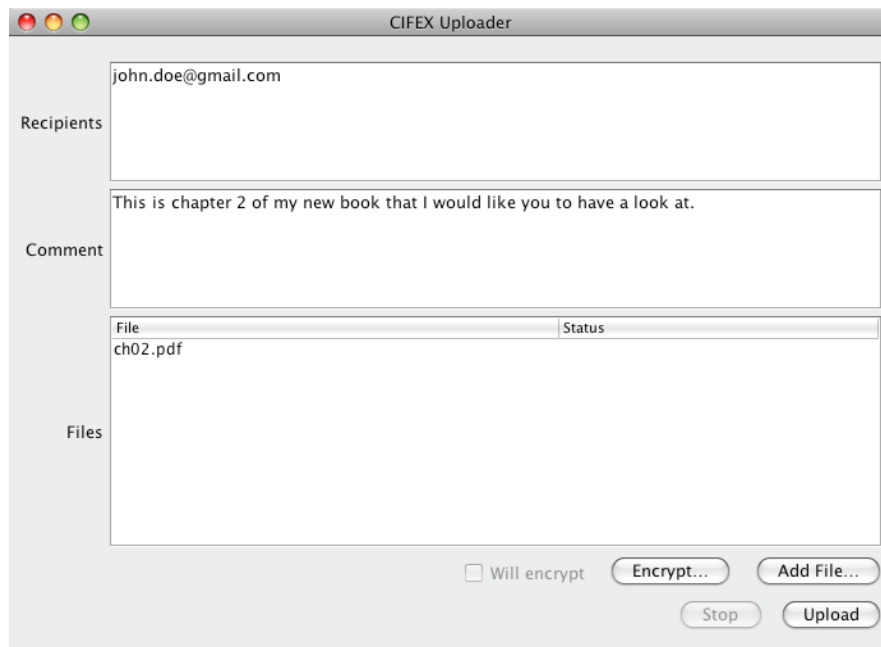 CIFEX Uploader
Recipients
john.doe@gmail.com
Comment
This is chapter 2 of my new book that I would like you to have a look at.
Files
File Status
ch02.pdf
Will encrypt Encrypt... Add File...
Stop Upload